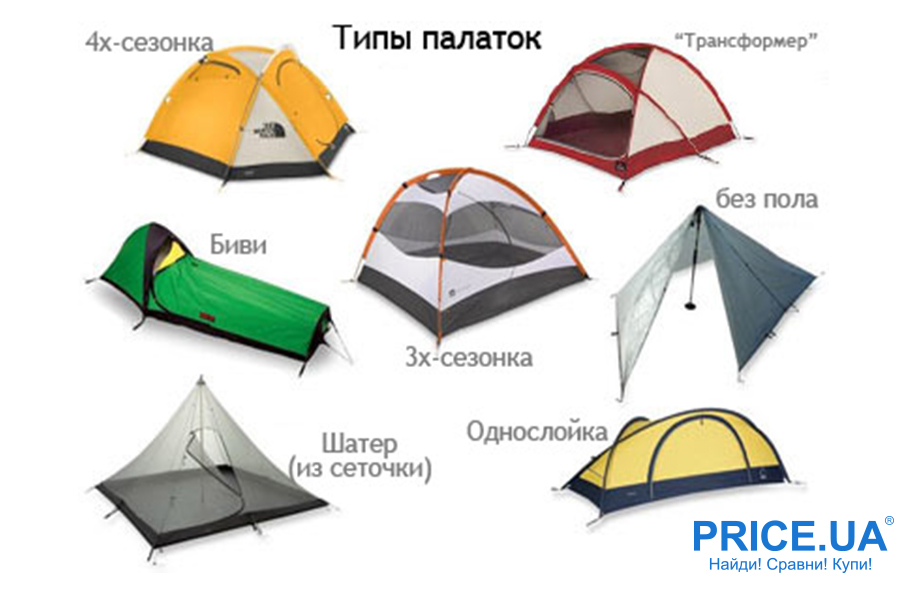 Типы палаток
4х-сезонка
“Трансформер”
без пола
Биви
3х-сезонка
Шатер
(из сеточки)
Однослойка
PRICE.UA®
Найди! Сравни! Купи!